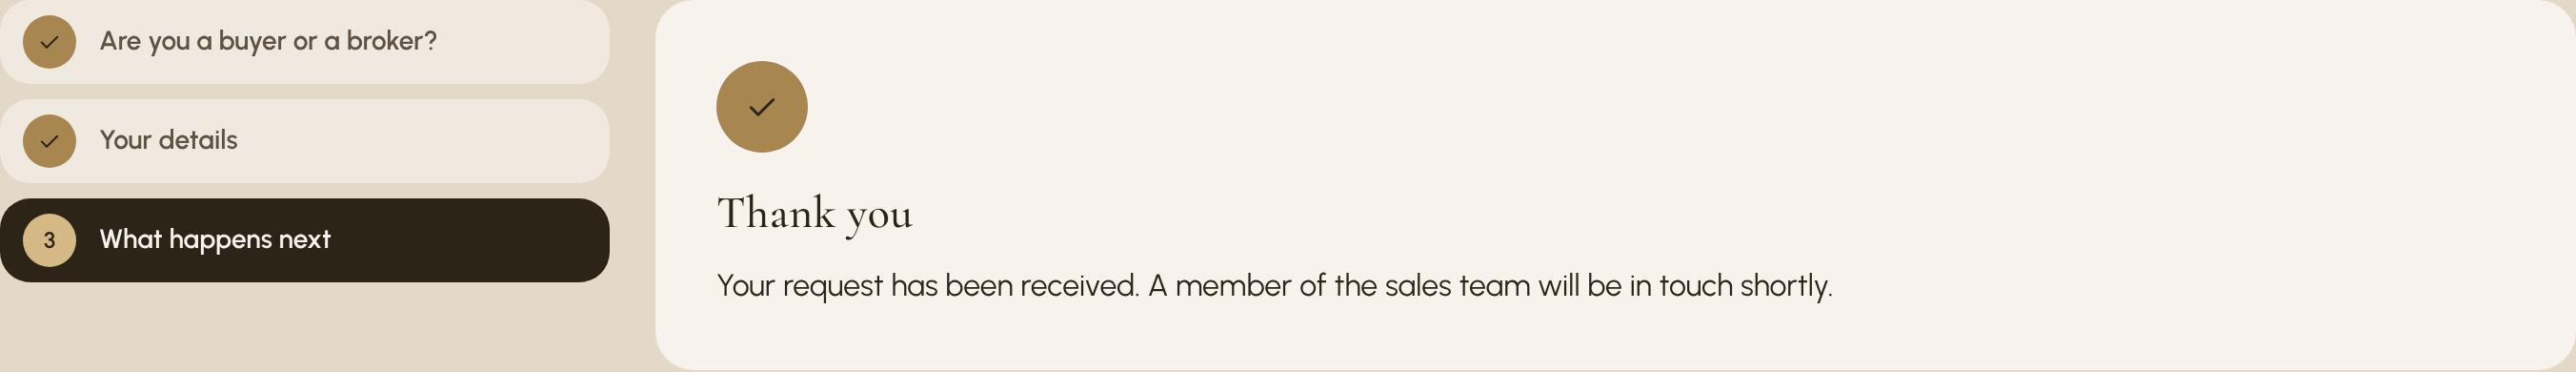 Are you a buyer or a broker?
Your details
3 What happens next
Thank you
Your request has been received. A member of the sales team will be in touch shortly.